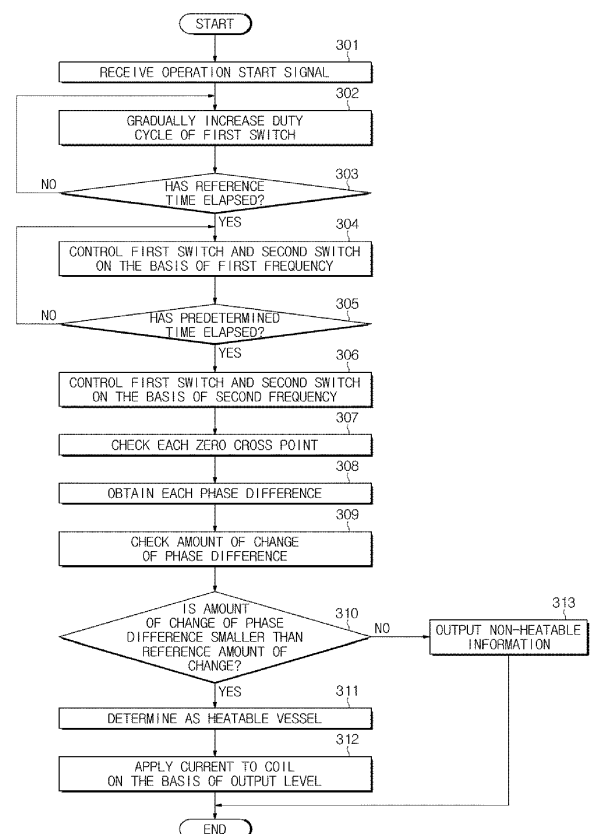 START
301
RECEIVE OPERATION START SIGNAL
302
GRADUALLY INCREASE DUTY
CYCLE OF FIRST SWITCH
303
HAS REFERENCE
TIME ELAPSED?
NO
YES
304
CONTROL FIRST SWITCH AND SECOND SWITCH
ON THE BASIS OF FIRST FREQUENCY
305
HAS PREDETERMINED
TIME ELAPSED?
NO
YES
306
CONTROL FIRST SWITCH AND SECOND SWITCH
ON THE BASIS OF SECOND FREQUENCY
307
CHECK EACH ZERO CROSS POINT
308
OBTAIN EACH PHASE DIFFERENCE
309
CHECK AMOUNT OF CHANGE
OF PHASE DIFFERENCE
310
IS AMOUNT
OF CHANGE OF PHASE
DIFFERENCE SMALLER THAN
REFERENCE AMOUNT OF
CHANGE?
NO
313
OUTPUT NON-HEATABLE
INFORMATION
YES
311
DETERMINE AS HEATABLE VESSEL
312
APPLY CURRENT TO COIL
ON THE BASIS OF OUTPUT LEVEL
END